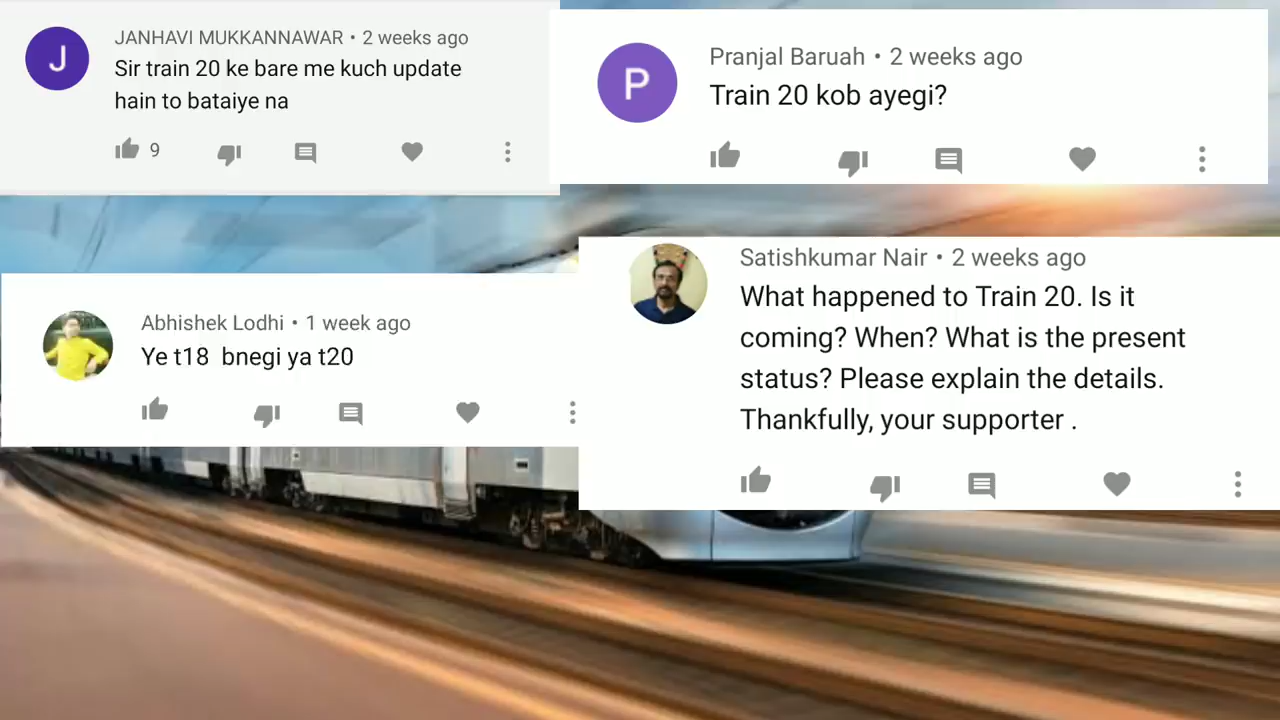 JANHAVI MUKKANNAWAR • 2 weeks ago
Sir train 20 ke bare me kuch update
hain to bataiye na
9
J
Pranjal Baruah • 2 weeks ago
Train 20 kob ayegi?
P
Abhishek Lodhi • 1 week ago
Ye t18 bnegi ya t20
Satishkumar Nair • 2 weeks ago
What happened to Train 20. Is it
coming? When? What is the present
status? Please explain the details.
Thankfully, your supporter .